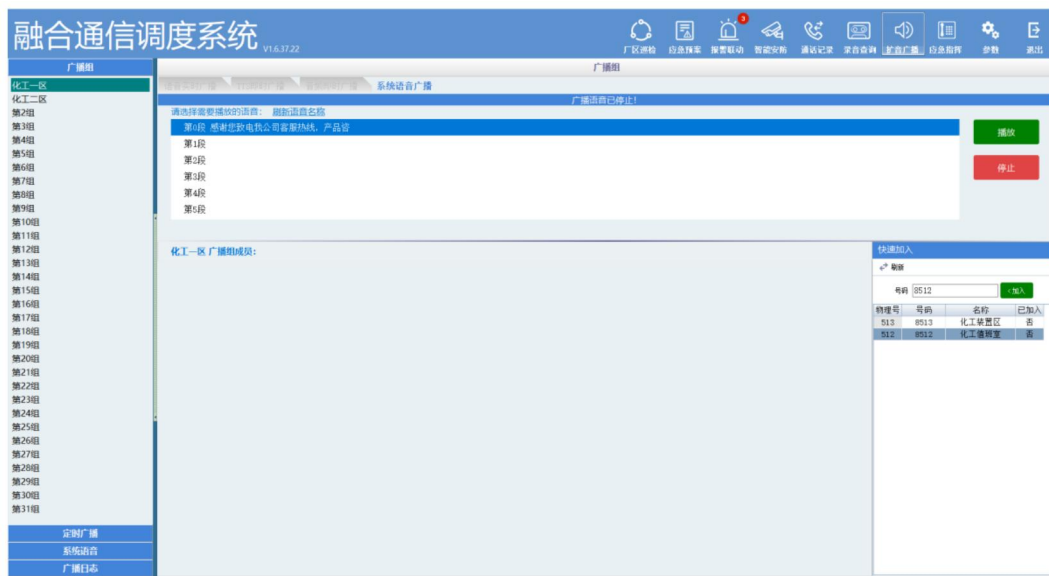 融合通信调度系统 V1.6.37.22
3
厂区巡检 应急预案 报警联动 智能安防 通话记录 录音查询 扩音广播 应急指挥 参数 退出
广播组
广播组
化工一区
化工二区
第2组
第3组
第4组
第5组
第6组
第7组
第8组
第9组
第10组
第11组
第12组
第13组
第14组
第15组
第16组
第17组
第18组
第19组
第20组
第21组
第22组
第23组
第24组
第25组
第26组
第27组
第28组
第29组
第30组
第31组
定时广播
系统语音
广播日志
系统语音广播
广播语音已停止!
请选择需要播放的语音: 刷新语音名称
第0段 感谢您致电我公司客服热线,产品咨
第1段
第2段
第3段
第4段
第5段
播放
停止
化工一区 广播组成员:
快速加入
刷新
号码 8512 <加入
物理号 号码 名称 已加入
513 8513 化工装置区 否
512 8512 化工值班室 否